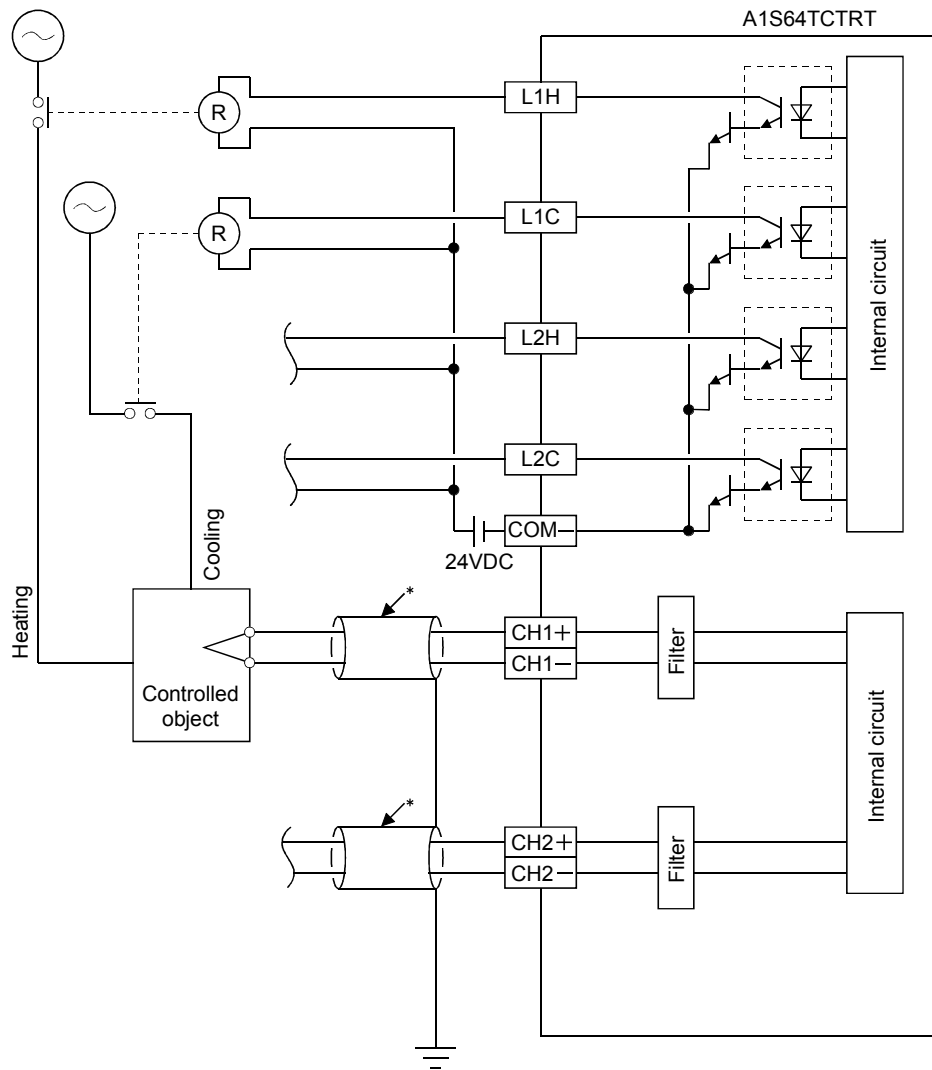 A1S64TCTRT
L1H
R
L1C
R
Internal circuit
L2H
L2C
COM−
24VDC
Cooling
Heating
*
CH1+
CH1−
Filter
Controlled
object
Internal circuit
*
CH2+
CH2−
Filter